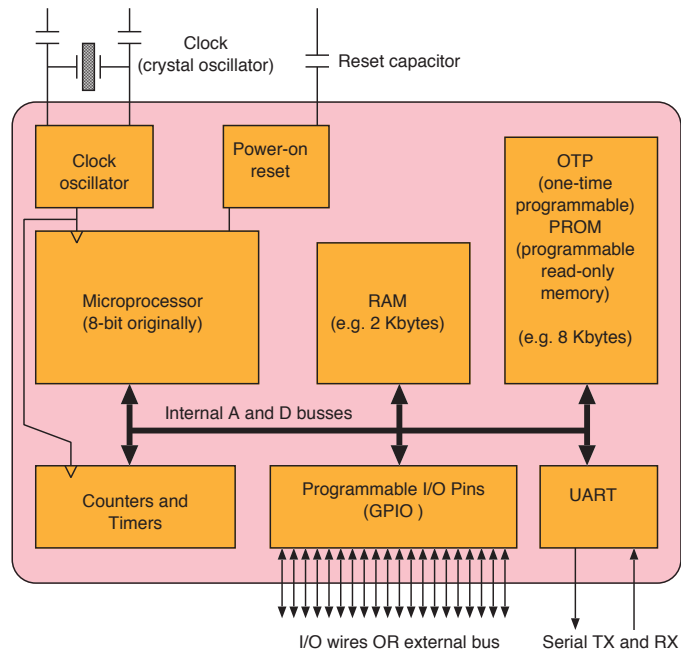 Clock
(crystal oscillator)
Reset capacitor
Clock
oscillator
Power-on
reset
OTP
(one-time
programmable)
PROM
(programmable
read-only
memory)
(e.g. 8 Kbytes)
Microprocessor
(8-bit originally)
RAM
(e.g. 2 Kbytes)
Internal A and D busses
Counters and
Timers
Programmable I/O Pins
(GPIO )
UART
I/O wires OR external bus
Serial TX and RX